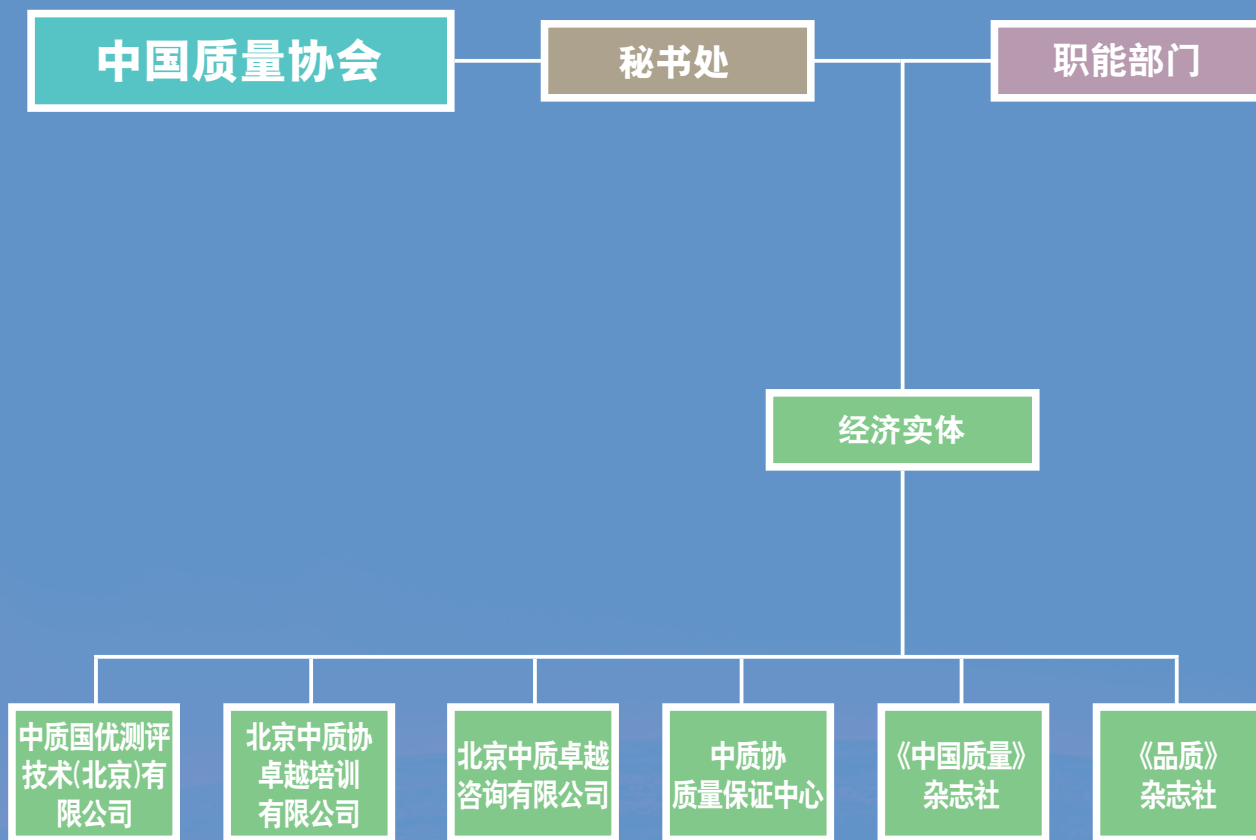 中国质量协会
秘书处
职能部门
经济实体
中质国优测评
技术(北京)有
限公司
北京中质协
卓越培训
有限公司
北京中质卓越
咨询有限公司
中质协
质量保证中心
《中国质量》
杂志社
《品质》
杂志社